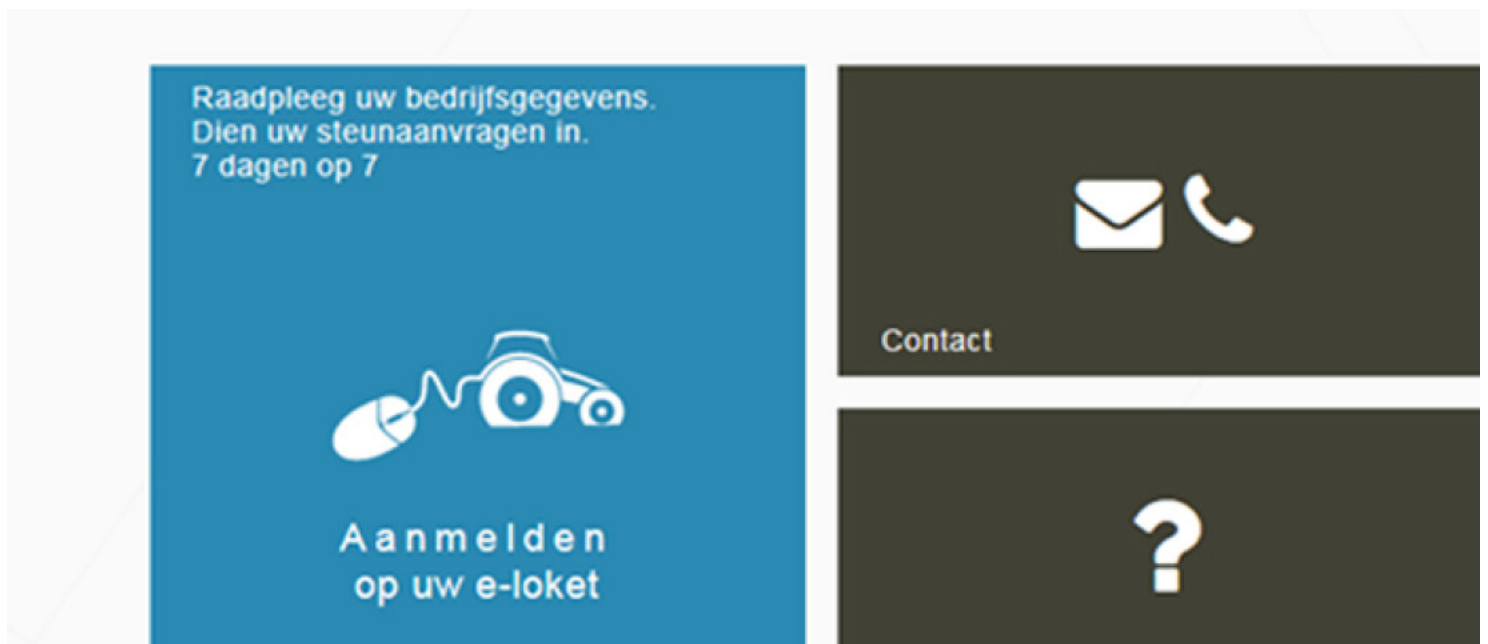 Raadpleeg uw bedrijfsgegevens.
Dien uw steunaanvragen in.
7 dagen op 7
Aanmelden
op uw e-loket
Contact
?